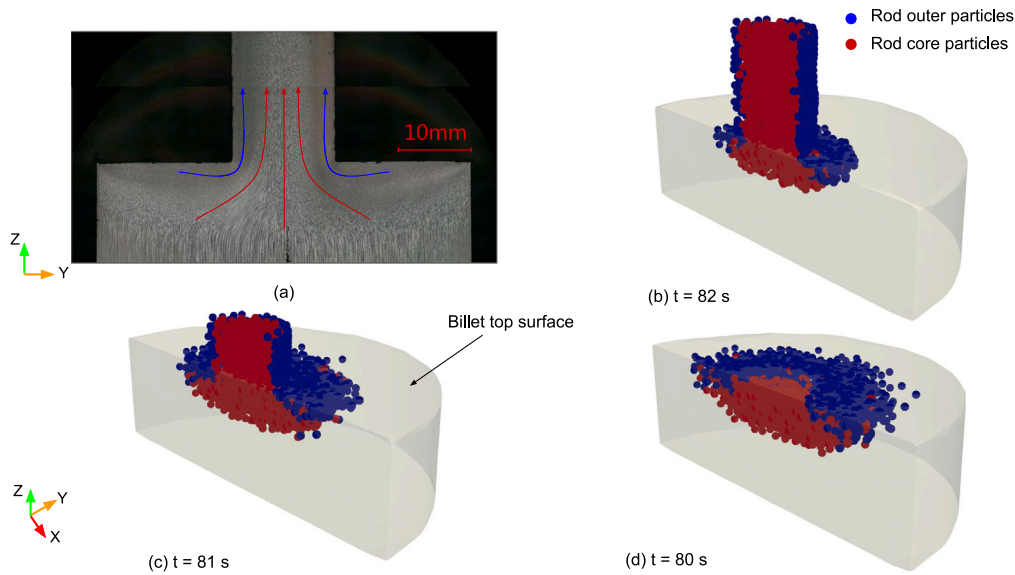 Rod outer particles
Rod core particles
10mm
Z
Y
(a)
(b) t = 82 s
Billet top surface
Z
Y
X
(c) t = 81 s
(d) t = 80 s